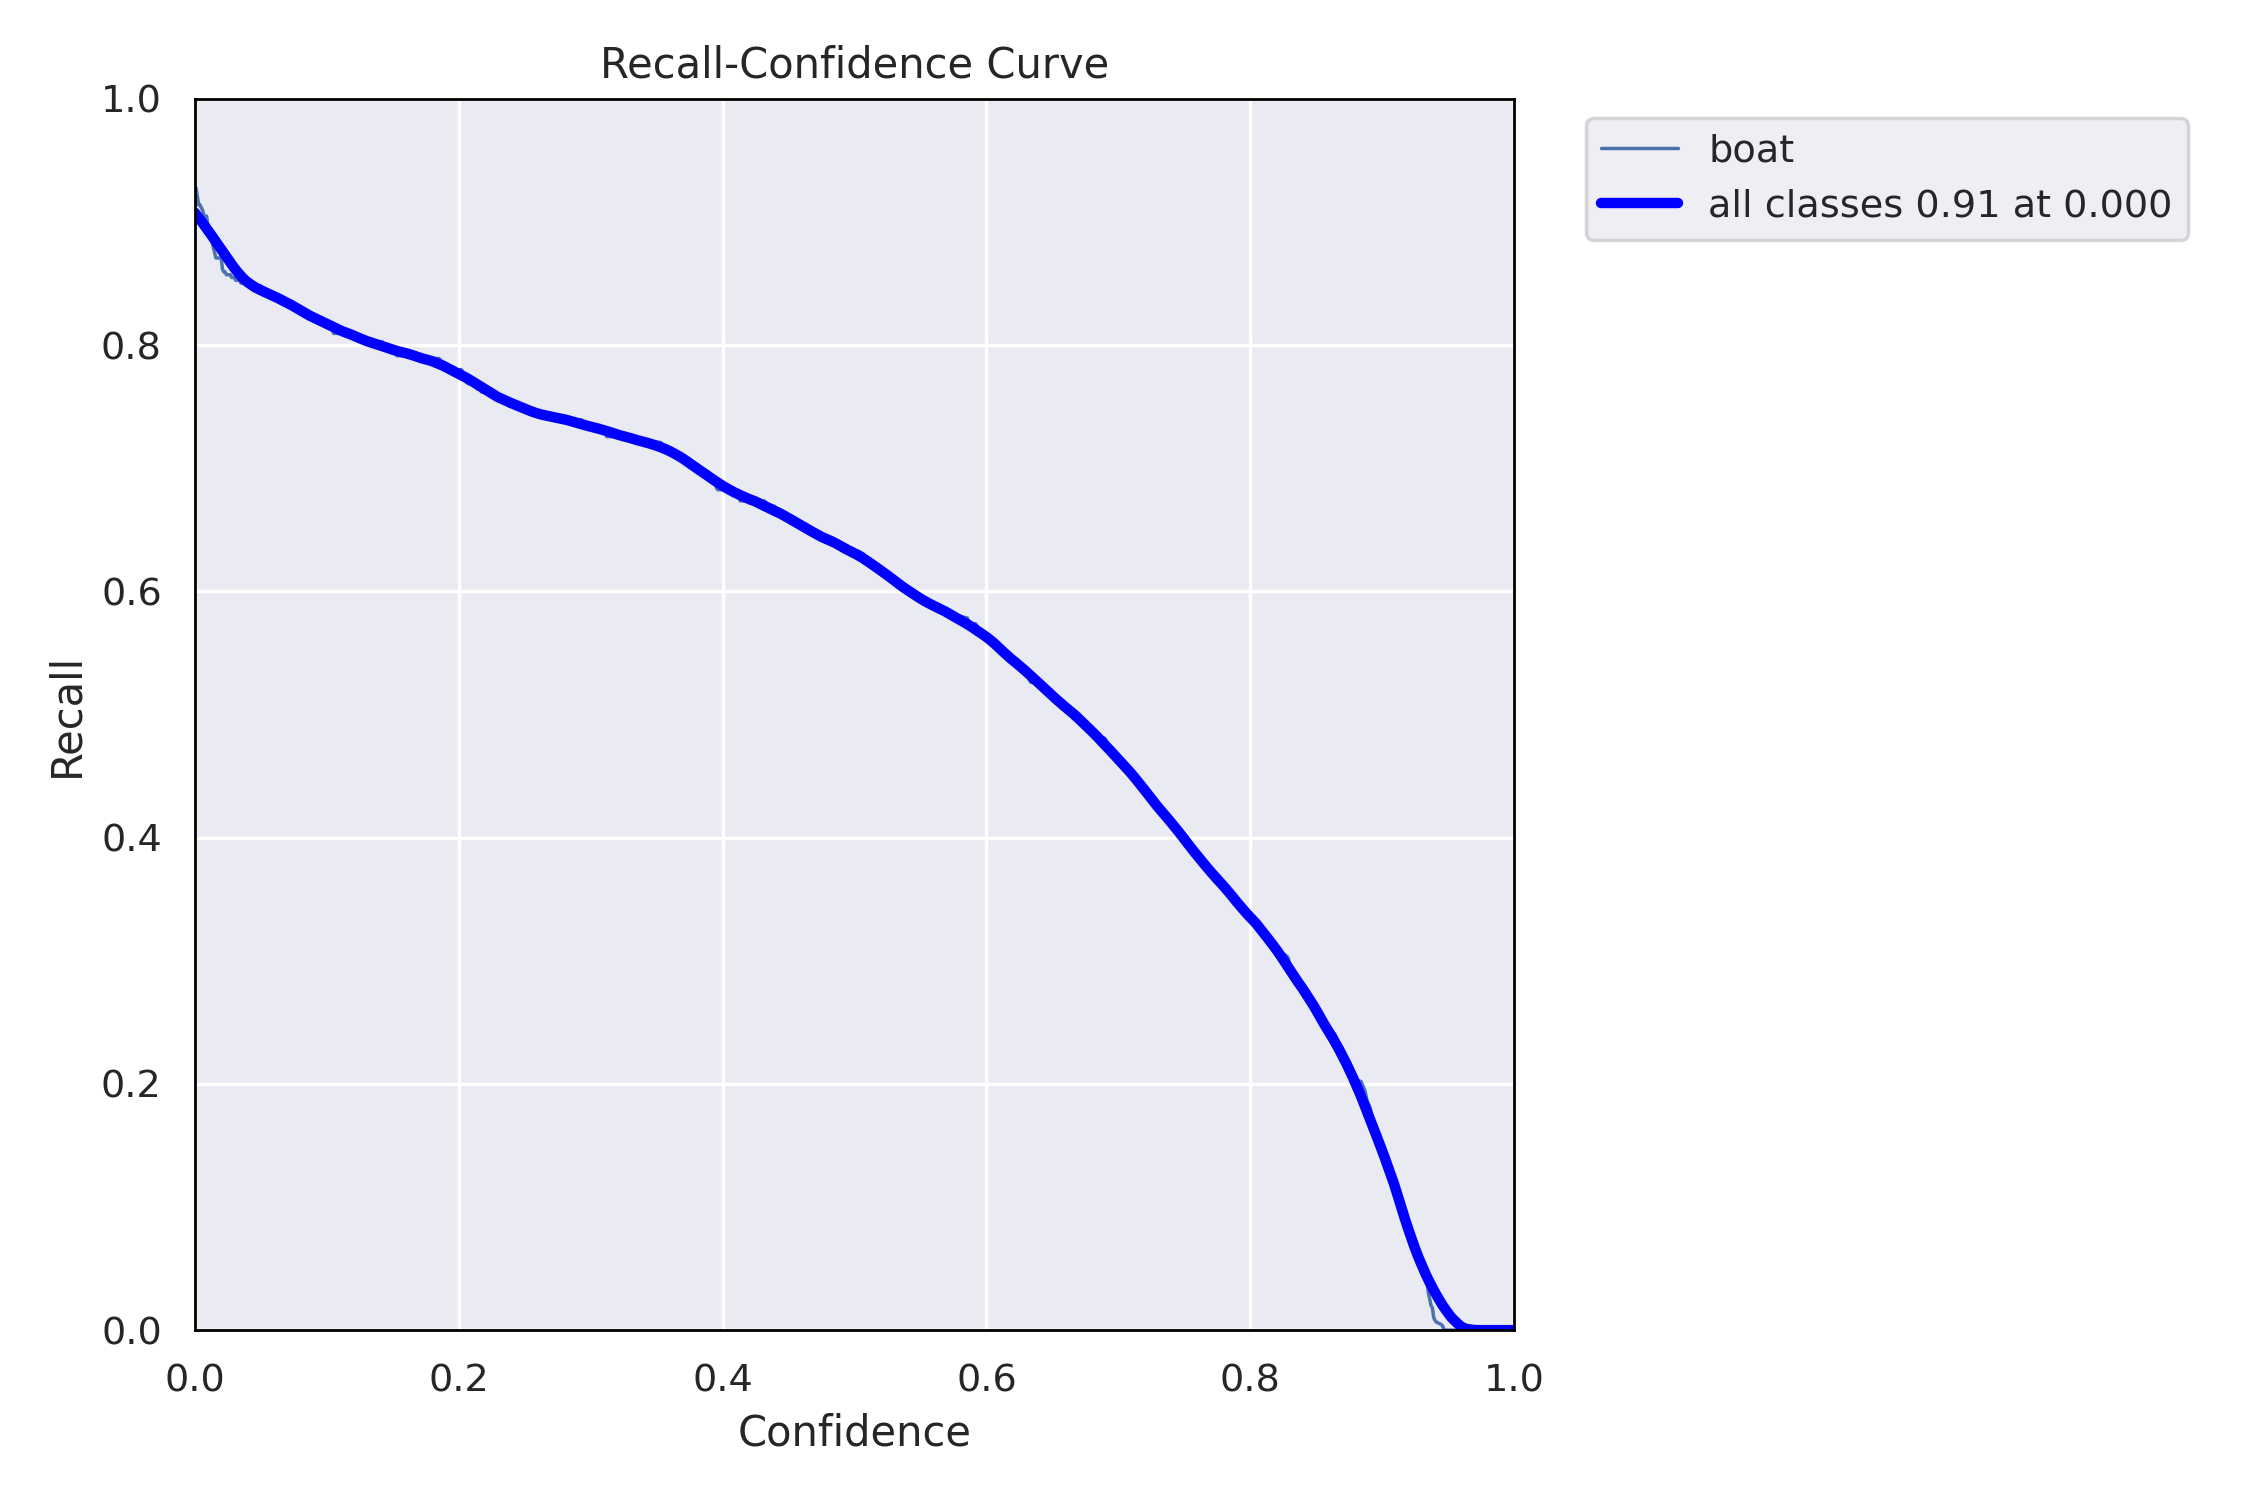 Recall-Confidence Curve
1.0
0.8
0.6
0.4
0.2
0.0
Recall
0.0 0.2 0.4 0.6 0.8 1.0
Confidence
boat
all classes 0.91 at 0.000